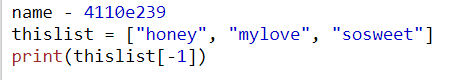 name - 4110e239
thislist = ["honey", "mylove", "sosweet"]
print(thislist[-1])